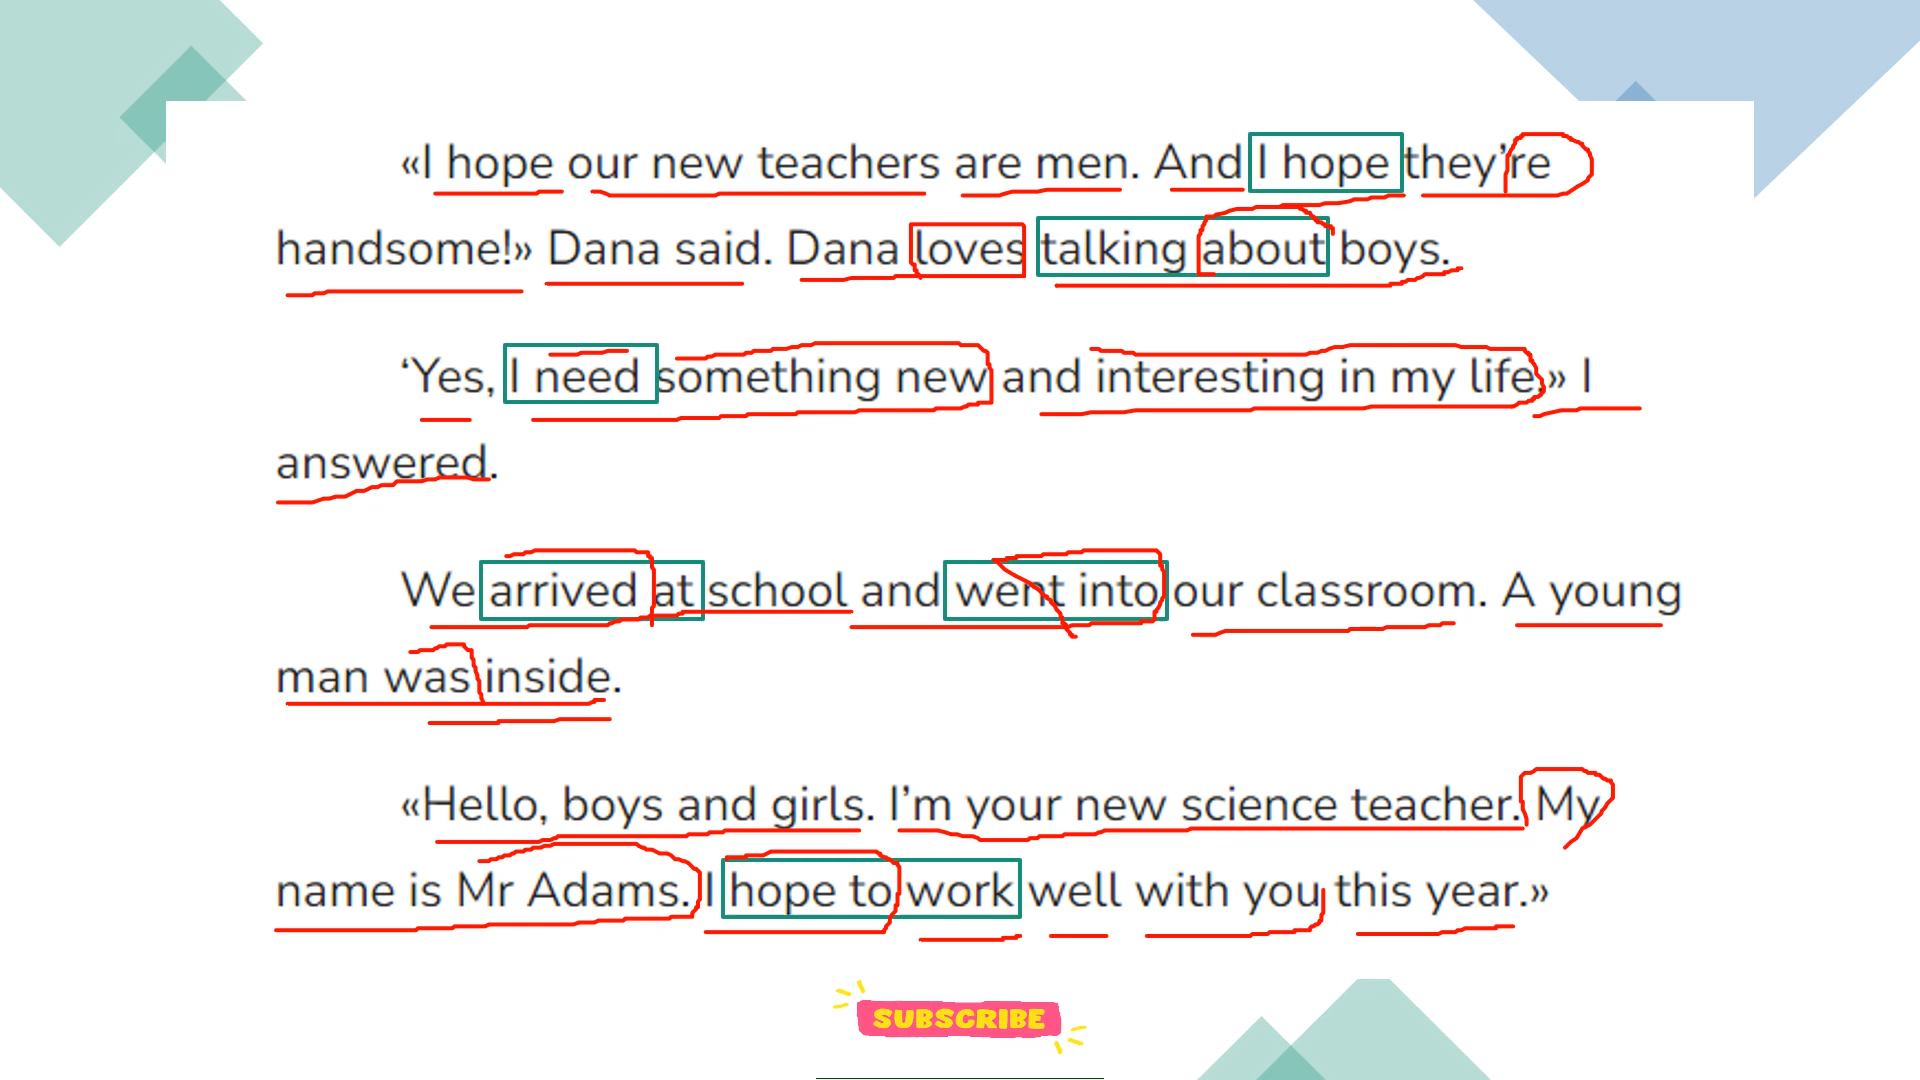 «I hope our new teachers are men. And I hope they’re
handsome!» Dana said. Dana loves talking about boys.
‘Yes, I need something new and interesting in my life,» I
answered.
We arrived at school and went into our classroom. A young
man was inside.
«Hello, boys and girls. I’m your new science teacher. My
name is Mr Adams. I hope to work well with you this year.»
SUBSCRIBE